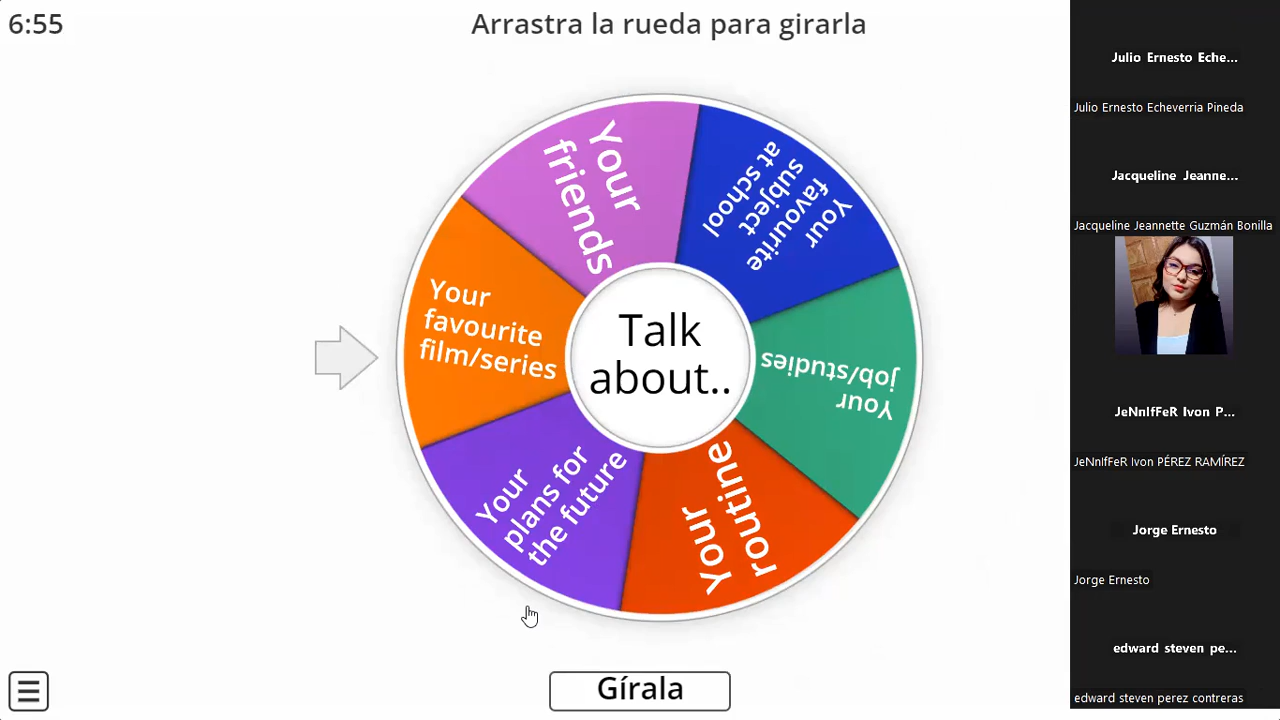 6:55
Arrastra la rueda para girarla
Your
friends
Your
favourite
subject
at school
Your
favourite
film/series
Talk
about..
Your
job/studies
Your
plans for
the future
Your
routine
Gírala
Julio Ernesto Eche...
Julio Ernesto Echeverria Pineda
Jacqueline Jeanne...
Jacqueline Jeannette Guzmán Bonilla
JeNnIfFeR Ivon P...
JeNnIfFeR Ivon PÉREZ RAMÍREZ
Jorge Ernesto
Jorge Ernesto
edward steven pe...
edward steven perez contreras